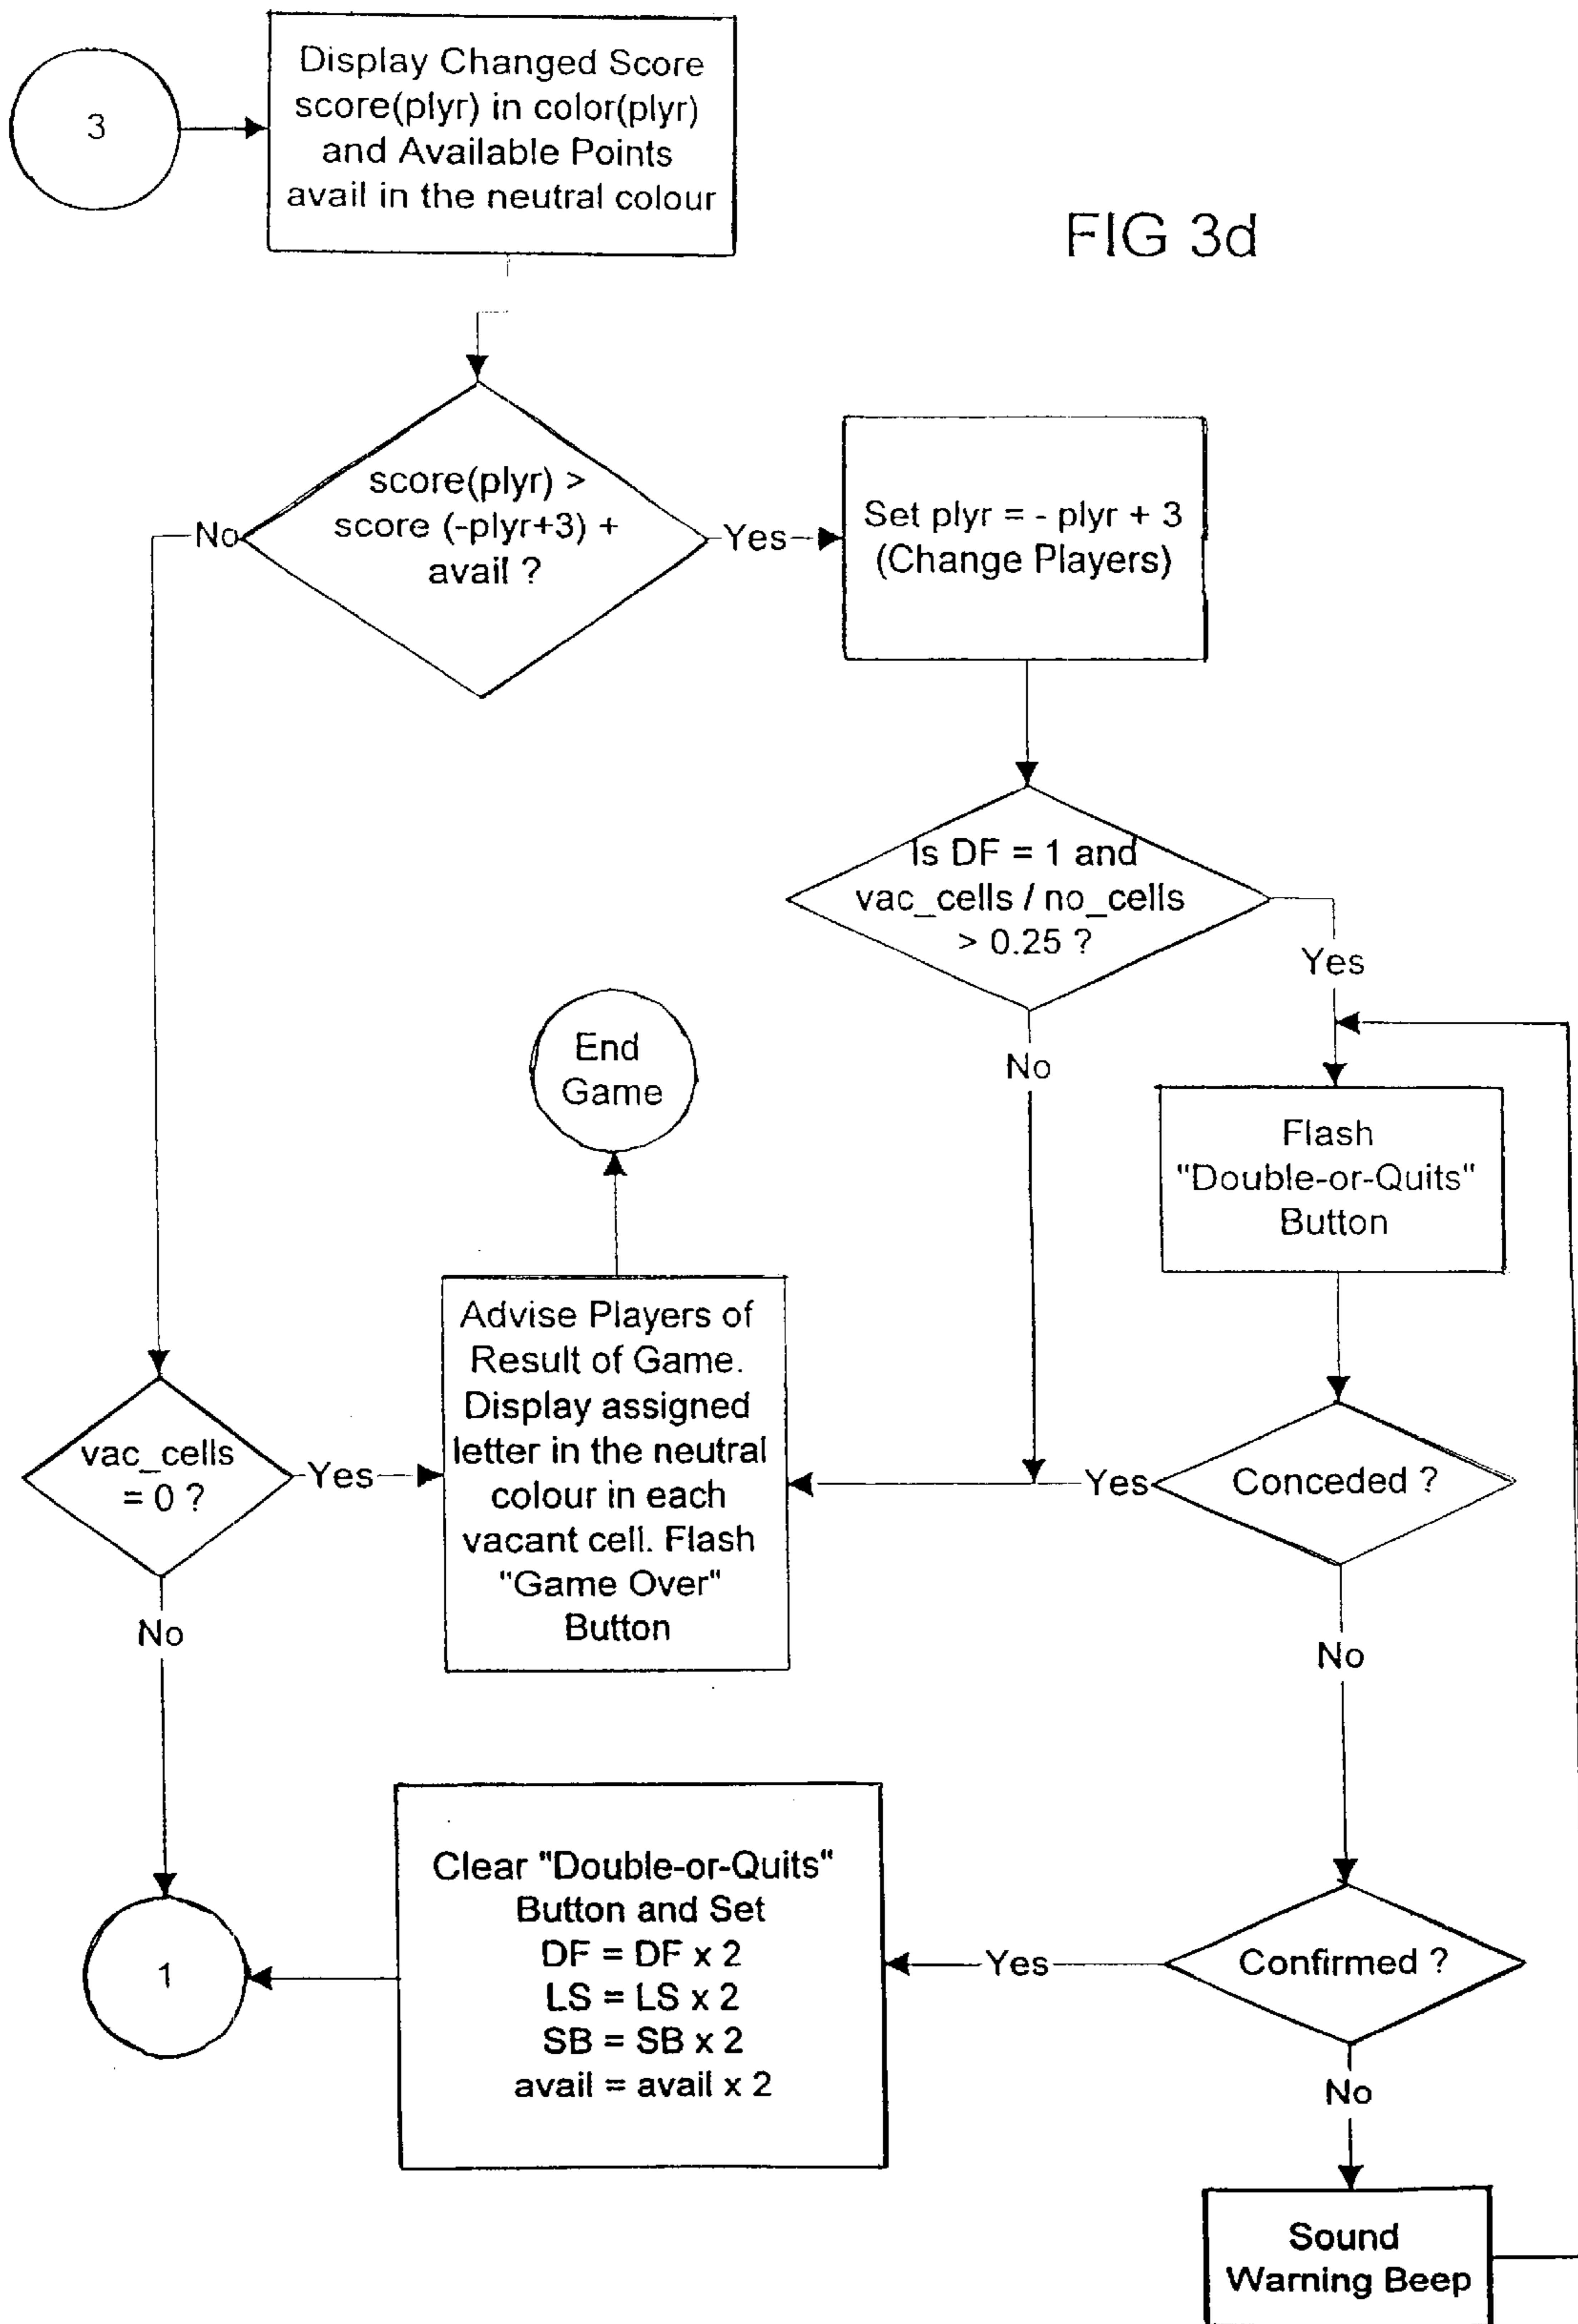 3
Display Changed Score
score(plyr) in color(plyr)
and Available Points
avail in the neutral colour
FIG 3d
score(plyr) >
score (-plyr+3) +
avail ?
No
Yes
Set plyr = - plyr + 3
(Change Players)
Is DF = 1 and
vac_cells / no_cells
> 0.25 ?
Yes
No
End
Game
Flash
"Double-or-Quits"
Button
Advise Players of
Result of Game.
Display assigned
letter in the neutral
colour in each
vacant cell. Flash
"Game Over"
Button
vac_cells
= 0 ?
Yes
Yes
Conceded ?
No
No
Clear "Double-or-Quits"
Button and Set
DF = DF x 2
LS = LS x 2
SB = SB x 2
avail = avail x 2
1
Yes
Confirmed ?
No
Sound
Warning Beep